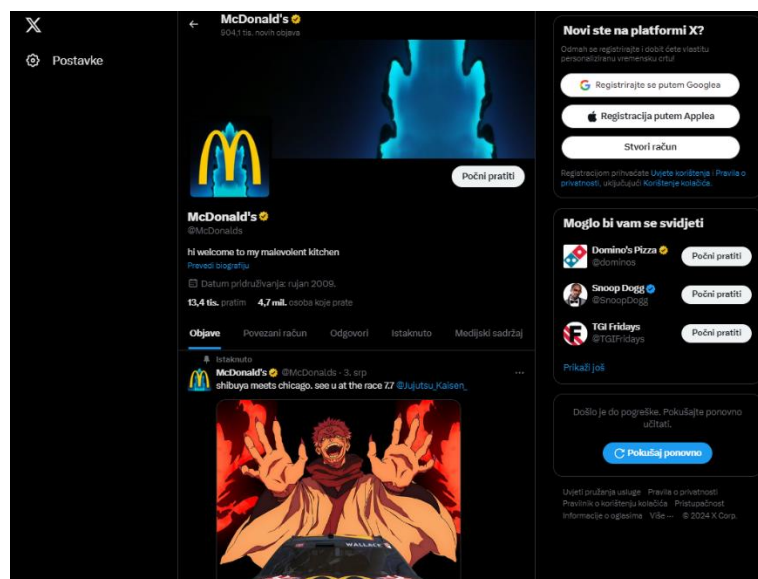 Postavke
McDonald's
904,1 tis. novih objava
Počni pratiti
McDonald's
@McDonalds
hi welcome to my malevolent kitchen
Prevedi biografiju
Datum pridruživanja: rujan 2009.
13,4 tis. pratim 4,7 mil. osoba koje prate
Objave Povezani račun Odgovori Istaknuto Medijski sadržaj
Istaknuto
McDonald's @McDonalds · 3. srp
shibuya meets chicago. see u at the race 7.7 @Jujutsu_Kaisen_
WALLACE
Novi ste na platformi X?
Odmah se registrirajte i dobit ćete vlastitu
personaliziranu vremensku crtu!
Registrirajte se putem Googlea
Registracija putem Applea
Stvori račun
Registracijom prihvaćate Uvjete korištenja i Pravila o
privatnosti, uključujući Korištenje kolačića.
Moglo bi vam se svidjeti
Domino's Pizza
@dominos
Počni pratiti
Snoop Dogg
@SnoopDogg
Počni pratiti
TGI Fridays
@TGIFridays
Počni pratiti
Prikaži još
Došlo je do pogreške. Pokušajte ponovno
učitati.
Pokušaj ponovno
Uvjeti pružanja usluge Pravila o privatnosti
Pravilnik o korištenju kolačića Pristupačnost
Informacije o oglasima Više ··· © 2024 X Corp.